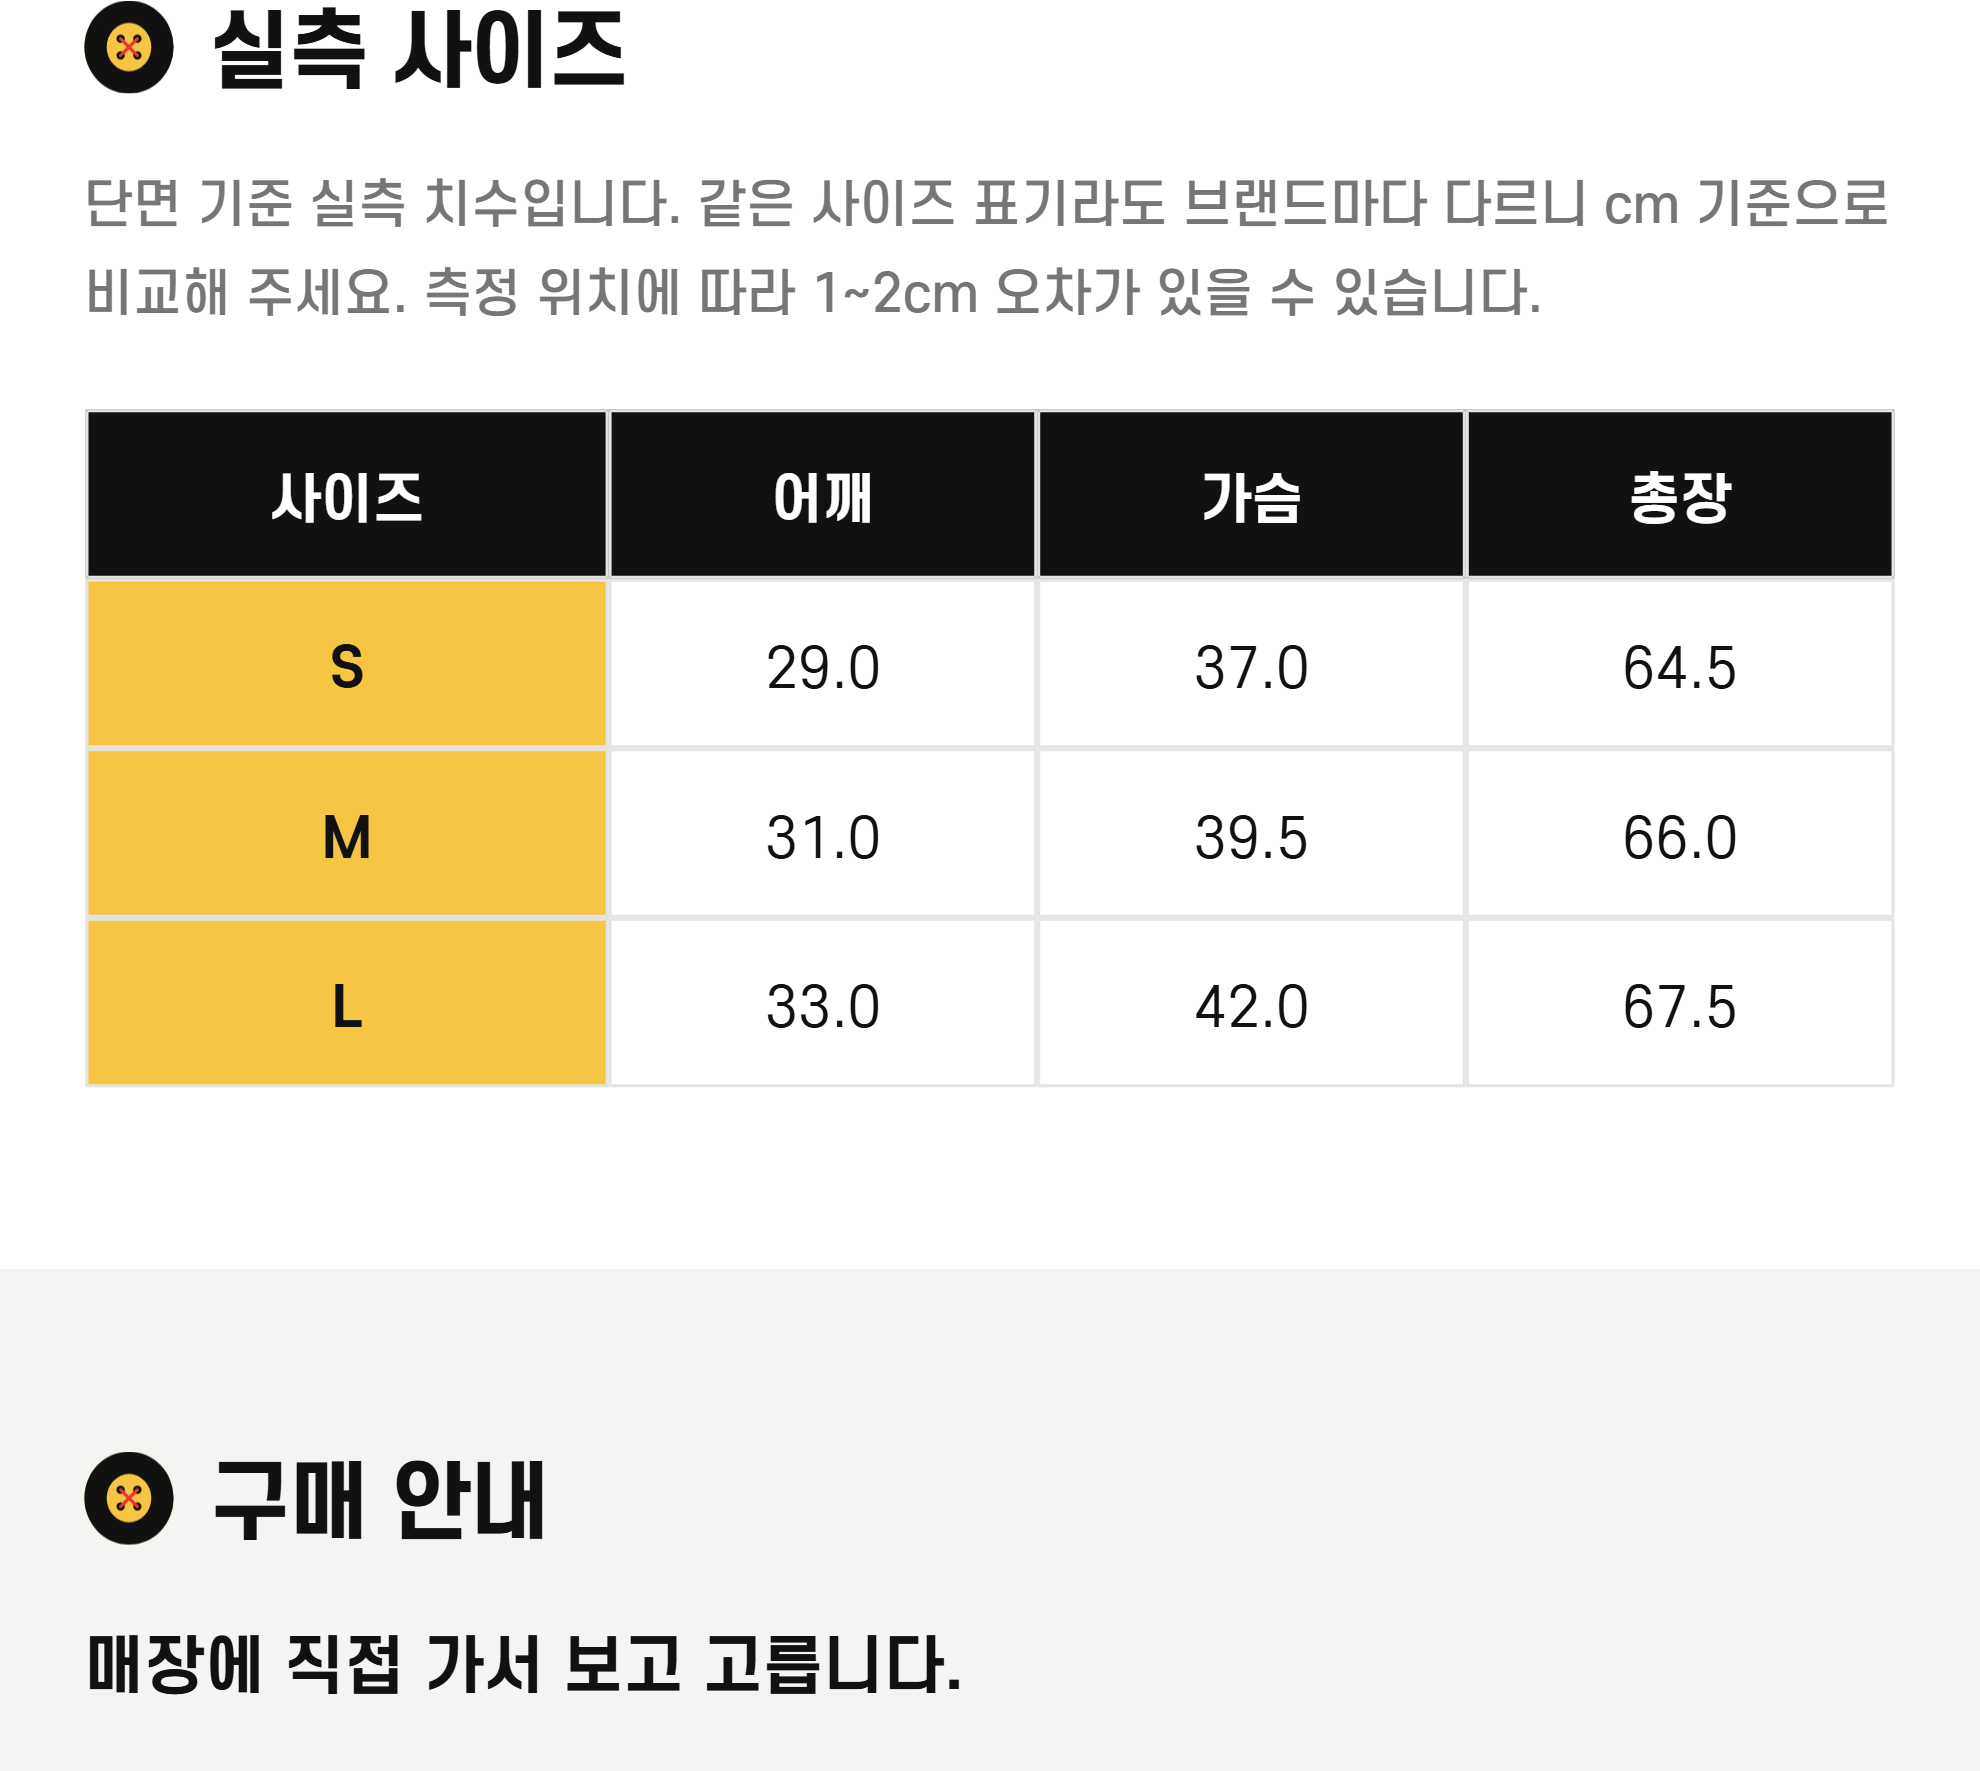 실측 사이즈
단면 기준 실측 치수입니다. 같은 사이즈 표기라도 브랜드마다 다르니 cm 기준으로
비교해 주세요. 측정 위치에 따라 1~2cm 오차가 있을 수 있습니다.
사이즈 어깨 가슴 총장
S 29.0 37.0 64.5
M 31.0 39.5 66.0
L 33.0 42.0 67.5
구매 안내
매장에 직접 가서 보고 고릅니다.